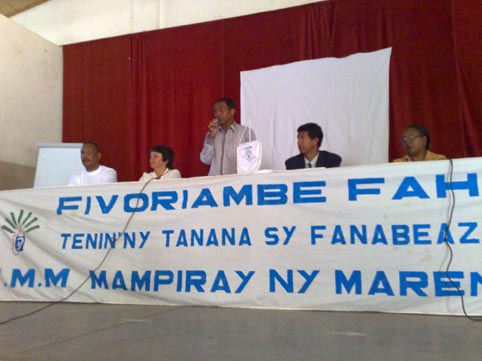 FIVORIAMBE FAH
TENIN'NY TANANA SY FANABEAZ
.M.M MAMPIRAY NY MAREN